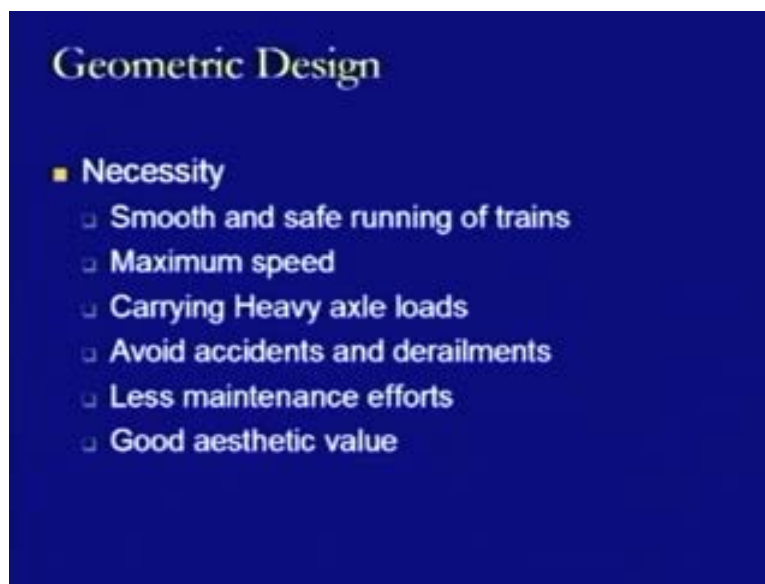 Geometric Design
Necessity
Smooth and safe running of trains
Maximum speed
Carrying Heavy axle loads
Avoid accidents and derailments
Less maintenance efforts
Good aesthetic value